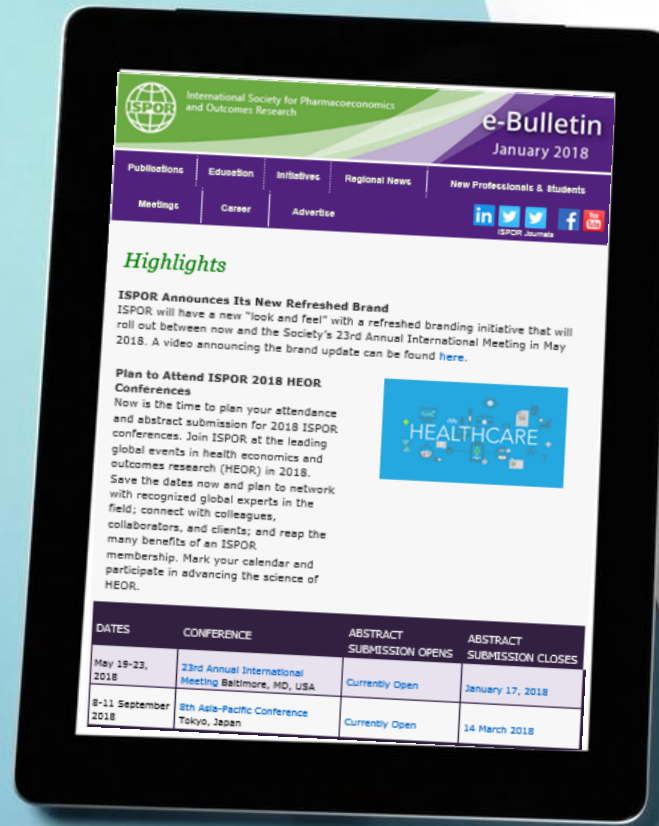 ISPOR
International Society for Pharmacoeconomics
and Outcomes Research
e-Bulletin
January 2018
Publications
Education
Initiatives
Regional News
New Professionals & Students
Meetings
Career
Advertise
in
f
You
Tube
ISPOR Journals
Highlights
ISPOR Announces Its New Refreshed Brand
ISPOR will have a new "look and feel" with a refreshed branding initiative that will
roll out between now and the Society's 23rd Annual International Meeting in May
2018. A video announcing the brand update can be found here.
Plan to Attend ISPOR 2018 HEOR
Conferences
Now is the time to plan your attendance
and abstract submission for 2018 ISPOR
conferences. Join ISPOR at the leading
global events in health economics and
outcomes research (HEOR) in 2018.
Save the dates now and plan to network
with recognized global experts in the
field; connect with colleagues,
collaborators, and clients; and reap the
many benefits of an ISPOR
membership. Mark your calendar and
participate in advancing the science of
HEOR.
HEALTHCARE
DATES
CONFERENCE
ABSTRACT
SUBMISSION OPENS
ABSTRACT
SUBMISSION CLOSES
May 19-23,
2018
23rd Annual International
Meeting Baltimore, MD, USA
Currently Open
January 17, 2018
8-11 September
2018
8th Asia-Pacific Conference
Tokyo, Japan
Currently Open
14 March 2018